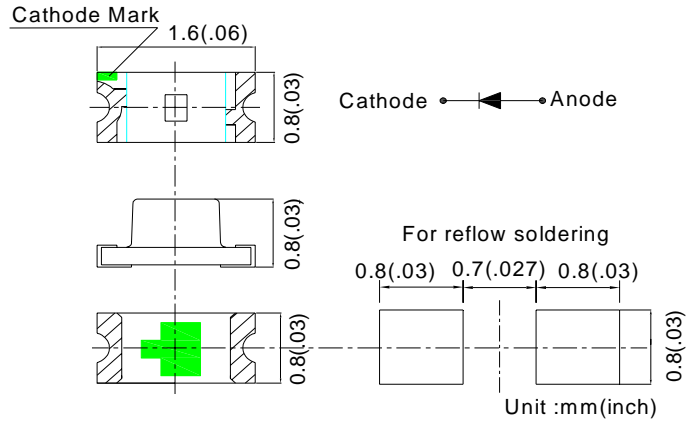 Cathode Mark
1.6(.06)
0.8(.03)
Cathode Anode
0.8(.03)
For reflow soldering
0.8(.03) 0.7(.027) 0.8(.03)
0.8(.03)
0.8(.03)
Unit :mm(inch)